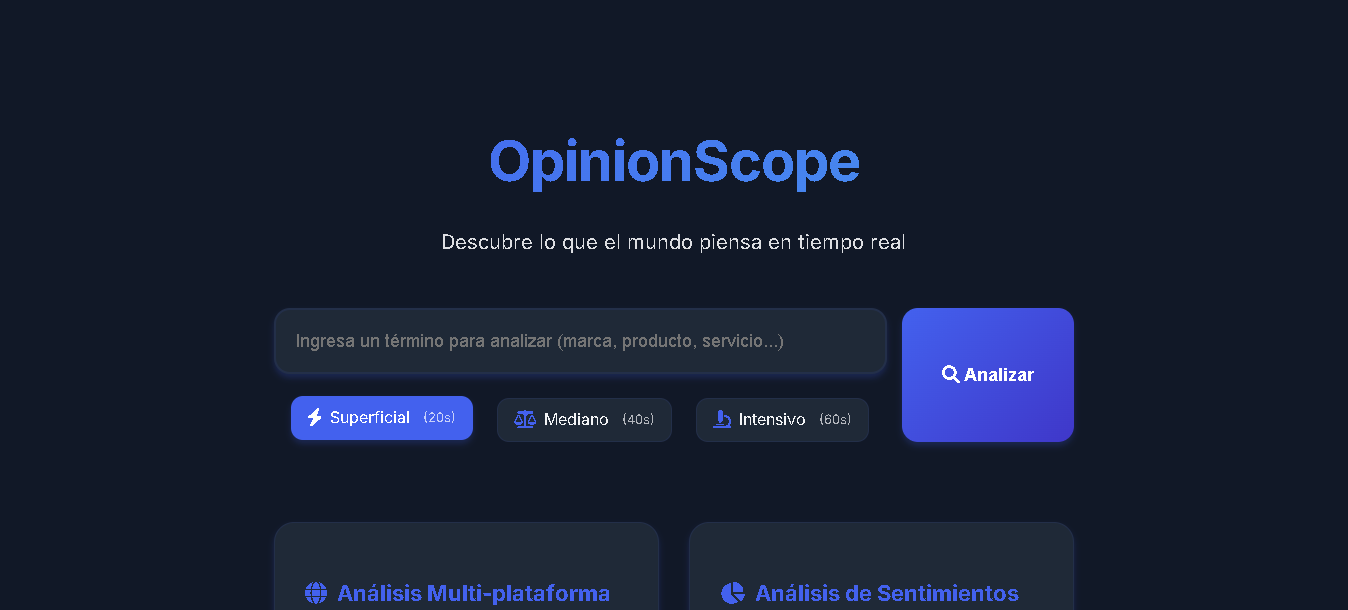 OpinionScope
Descubre lo que el mundo piensa en tiempo real
Ingresa un término para analizar (marca, producto, servicio...)
Analizar
Superficial (20s)
Mediano (40s)
Intensivo (60s)
Análisis Multi-plataforma
Análisis de Sentimientos